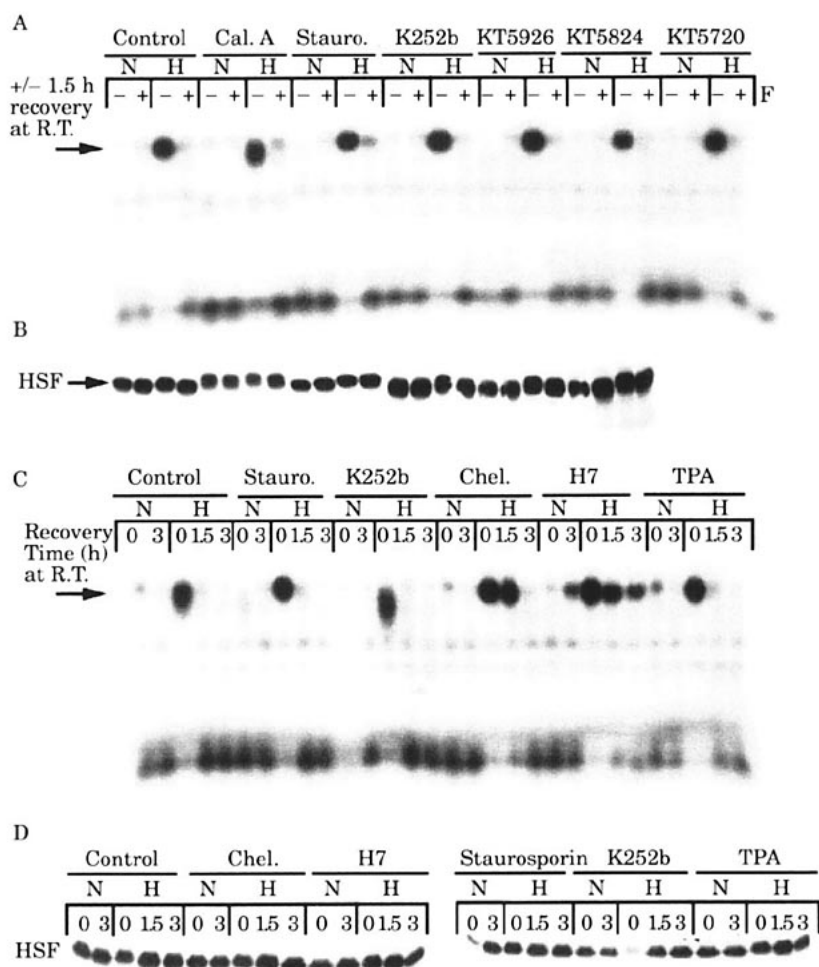 A
Control Cal. A Stauro. K252b KT5926 KT5824 KT5720
N H N H N H N H N H N H N H
+/– 1.5 h
recovery
at R.T.
– + – + – + – + – + – + – + – + – + – + – + – + – + – + F
B
HSF
C
Control Stauro. K252b Chel. H7 TPA
N H N H N H N H N H N H
Recovery
Time (h)
at R.T.
0 3 0 1.5 3 0 3 0 1.5 3 0 3 0 1.5 3 0 3 0 1.5 3 0 3 0 1.5 3 0 3 0 1.5 3
D
Control Chel. H7 Staurosporin K252b TPA
N H N H N H N H N H N H
0 3 0 1.5 3 0 3 0 1.5 3 0 3 0 1.5 3 0 3 0 1.5 3 0 3 0 1.5 3 0 3 0 1.5 3
HSF